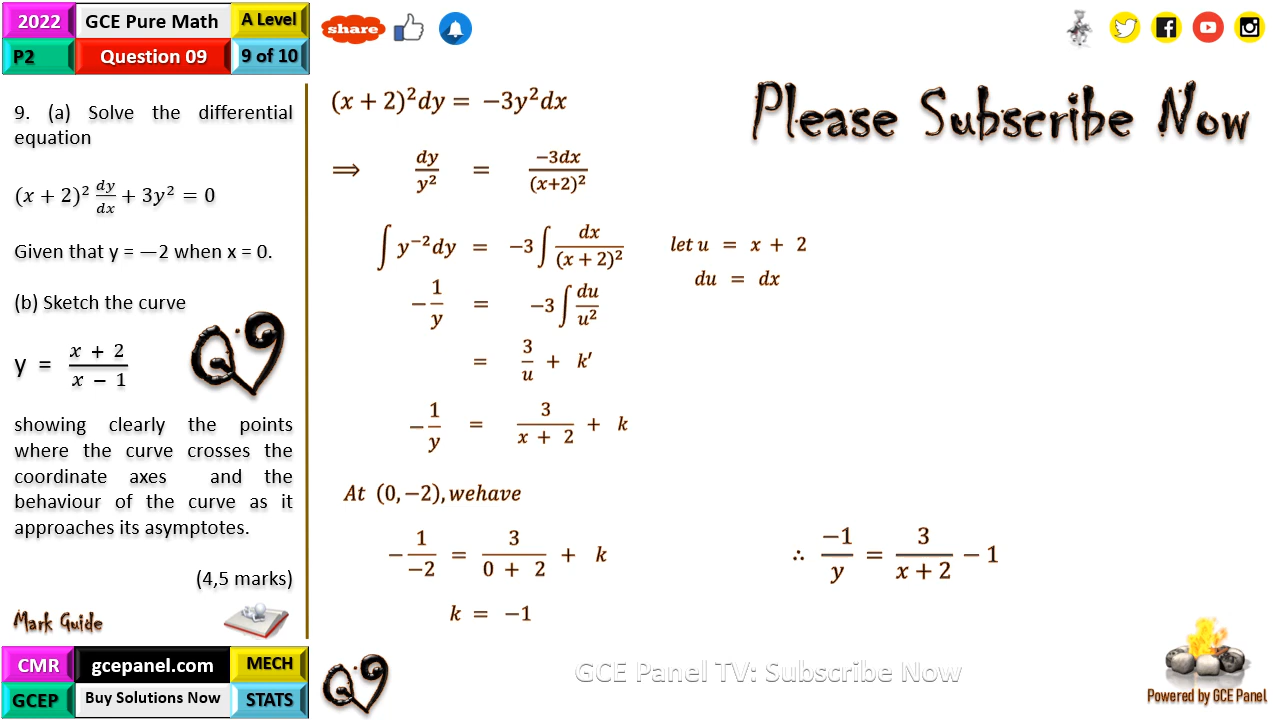 2022 GCE Pure Math A Level
P2 Question 09 9 of 10
share
9. (a) Solve the differential
equation
(x + 2)² dy/dx + 3y² = 0
Given that y = —2 when x = 0.
(b) Sketch the curve
y = (x + 2)/(x − 1)
Q9
showing clearly the points
where the curve crosses the
coordinate axes and the
behaviour of the curve as it
approaches its asymptotes.
(4,5 marks)
Mark Guide
CMR gcepanel.com MECH
GCEP Buy Solutions Now STATS
(x + 2)²dy = −3y²dx
⟹ dy/y² = −3dx/(x+2)²
∫ y⁻²dy = −3 ∫ dx/(x + 2)² let u = x + 2
du = dx
−1/y = −3 ∫ du/u²
= 3/u + k′
−1/y = 3/(x + 2) + k
At (0, −2), wehave
−1/−2 = 3/(0 + 2) + k
k = −1
∴ −1/y = 3/(x + 2) − 1
Please Subscribe Now
Q9
GCE Panel TV: Subscribe Now
Powered by GCE Panel